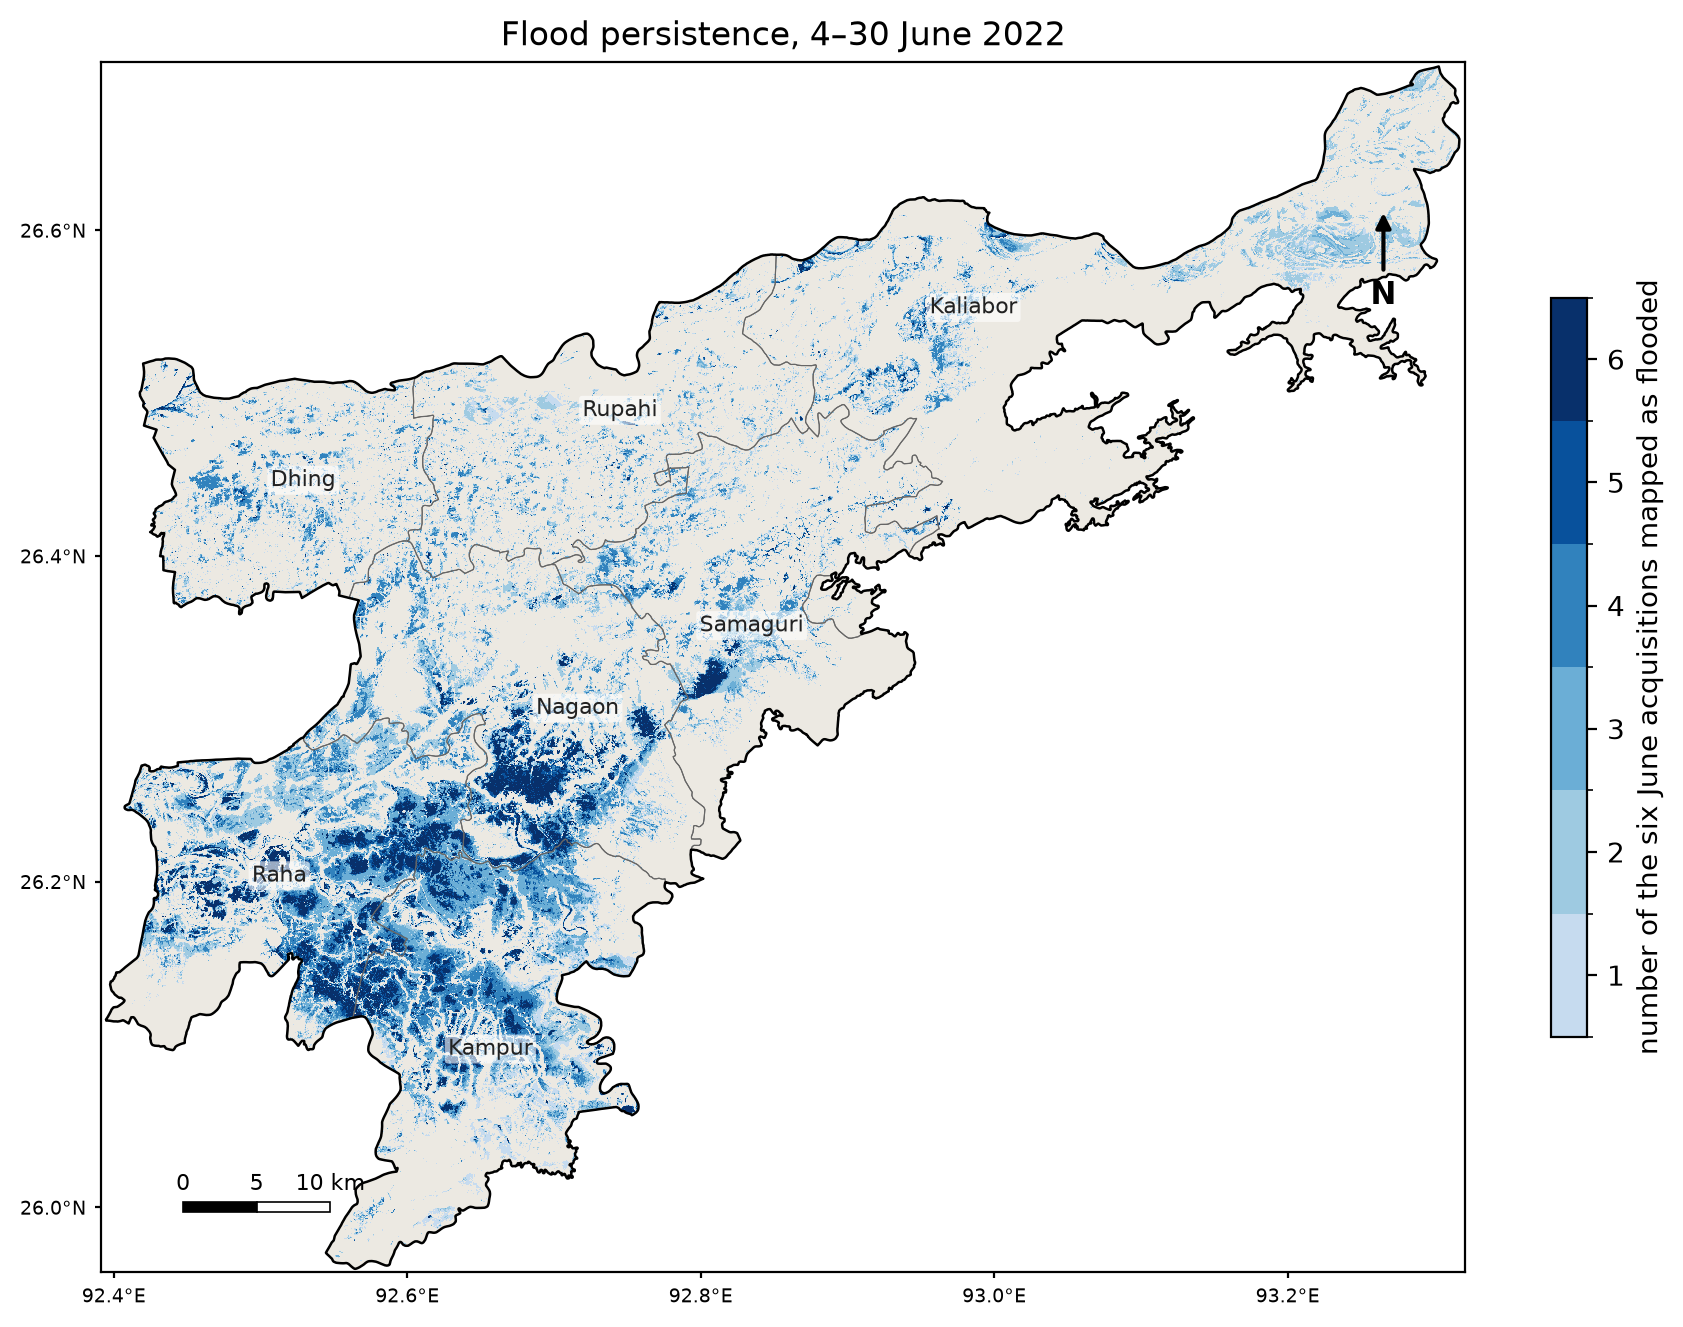 Flood persistence, 4–30 June 2022
26.6°N
26.4°N
26.2°N
26.0°N
N
Kaliabor
Rupahi
Dhing
Samaguri
Nagaon
Raha
Kampur
0 5 10 km
92.4°E 92.6°E 92.8°E 93.0°E 93.2°E
6
5
4
3
2
1
number of the six June acquisitions mapped as flooded